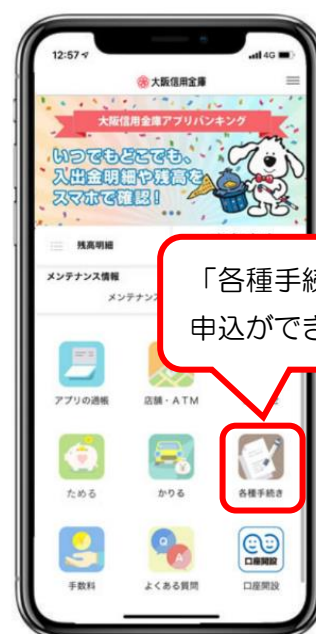 12:57
4G
大阪信用金庫
大阪信用金庫アプリバンキング
いつでもどこでも、
入出金明細や残高を
スマホで確認！
残高明細
メンテナンス情報
メンテナンス
「各種手続
申込ができ
アプリの通帳
店舗・ATM
ためる
かりる
各種手続き
Q
A
口座開設
手数料
よくある質問
口座開設